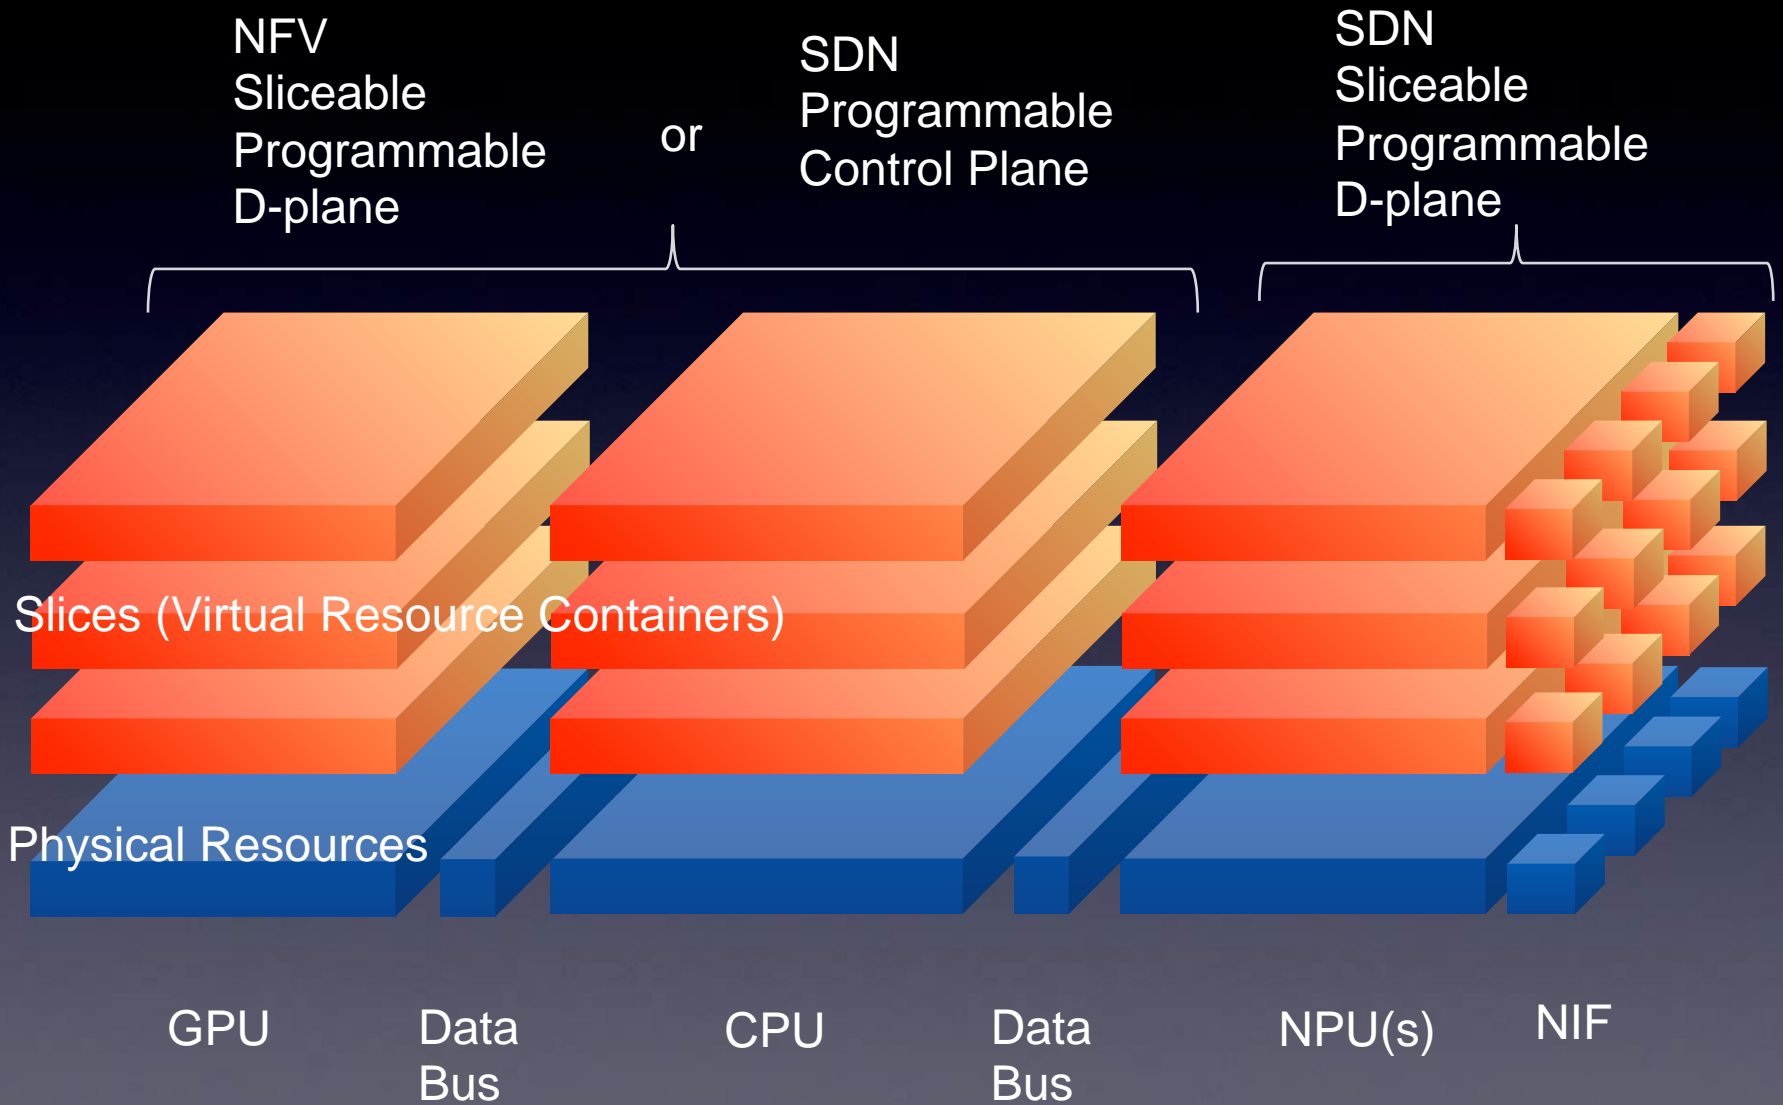 NFV
Sliceable
Programmable
D-plane
or
SDN
Programmable
Control Plane
SDN
Sliceable
Programmable
D-plane
Slices (Virtual Resource Containers)
Physical Resources
GPU
Data
Bus
CPU
Data
Bus
NPU(s)
NIF